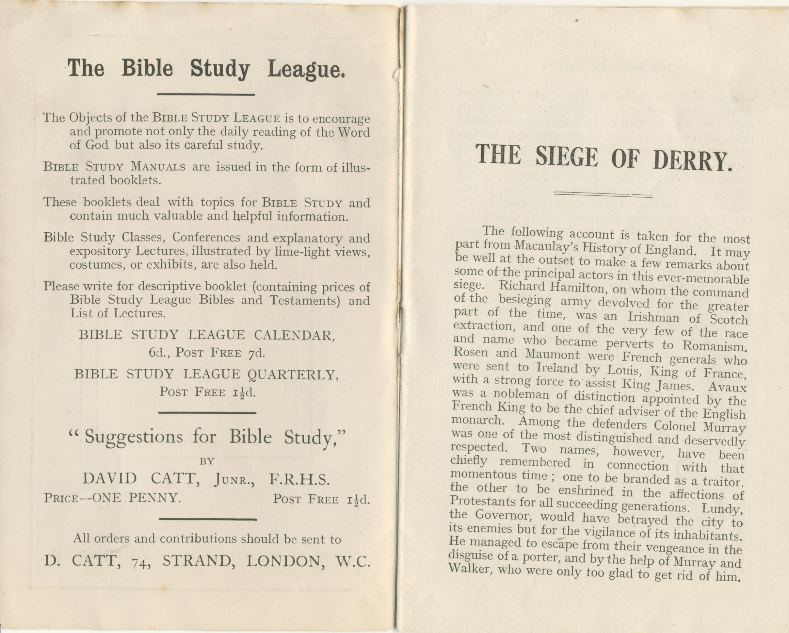 The Bible Study League.
The Objects of the BIBLE STUDY LEAGUE is to encourage
and promote not only the daily reading of the Word
of God but also its careful study.
BIBLE STUDY MANUALS are issued in the form of illus-
trated booklets.
These booklets deal with topics for BIBLE STUDY and
contain much valuable and helpful information.
Bible Study Classes, Conferences and explanatory and
expository Lectures, illustrated by lime-light views,
costumes, or exhibits, are also held.
Please write for descriptive booklet (containing prices of
Bible Study League Bibles and Testaments) and
List of Lectures.
BIBLE STUDY LEAGUE CALENDAR,
6d., POST FREE 7d.
BIBLE STUDY LEAGUE QUARTERLY,
POST FREE 1½d.
“ Suggestions for Bible Study,”
BY
DAVID CATT, JUNR., F.R.H.S.
PRICE—ONE PENNY. POST FREE 1½d.
All orders and contributions should be sent to
D. CATT, 74, STRAND, LONDON, W.C.
THE SIEGE OF DERRY.
The following account is taken for the most
part from Macaulay's History of England. It may
be well at the outset to make a few remarks about
some of the principal actors in this ever-memorable
siege. Richard Hamilton, on whom the command
of the besieging army devolved for the greater
part of the time, was an Irishman of Scotch
extraction, and one of the very few of the race
and name who became perverts to Romanism.
Rosen and Maumont were French generals who
were sent to Ireland by Louis, King of France,
with a strong force to assist King James. Avaux
was a nobleman of distinction appointed by the
French King to be the chief adviser of the English
monarch. Among the defenders Colonel Murray
was one of the most distinguished and deservedly
respected. Two names, however, have been
chiefly remembered in connection with that
momentous time ; one to be branded as a traitor,
the other to be enshrined in the affections of
Protestants for all succeeding generations. Lundy,
the Governor, would have betrayed the city to
its enemies but for the vigilance of its inhabitants.
He managed to escape from their vengeance in the
disguise of a porter, and by the help of Murray and
Walker, who were only too glad to get rid of him.